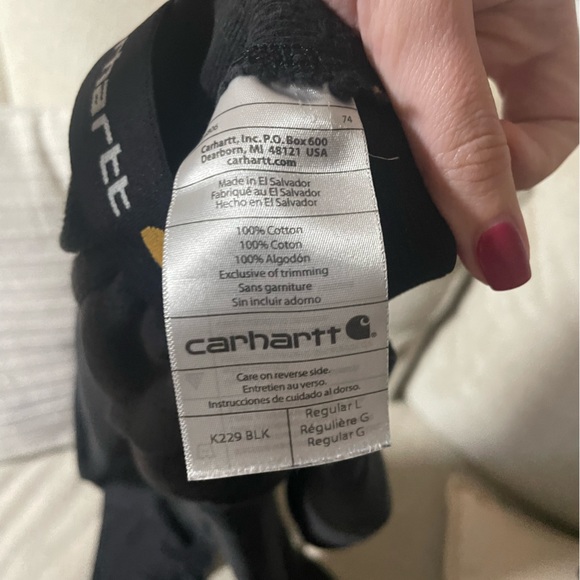 hartt
74
Carhartt, Inc. P.O. Box 600
Dearborn, MI 48121 USA
carhartt.com
Made in El Salvador
Fabriqué au El Salvador
Hecho en El Salvador
100% Cotton
100% Coton
100% Algodón
Exclusive of trimming
Sans garniture
Sin incluir adorno
carhartt
Care on reverse side.
Entretien au verso.
Instrucciones de cuidado al dorso.
K229 BLK
Regular L
Régulière G
Regular G